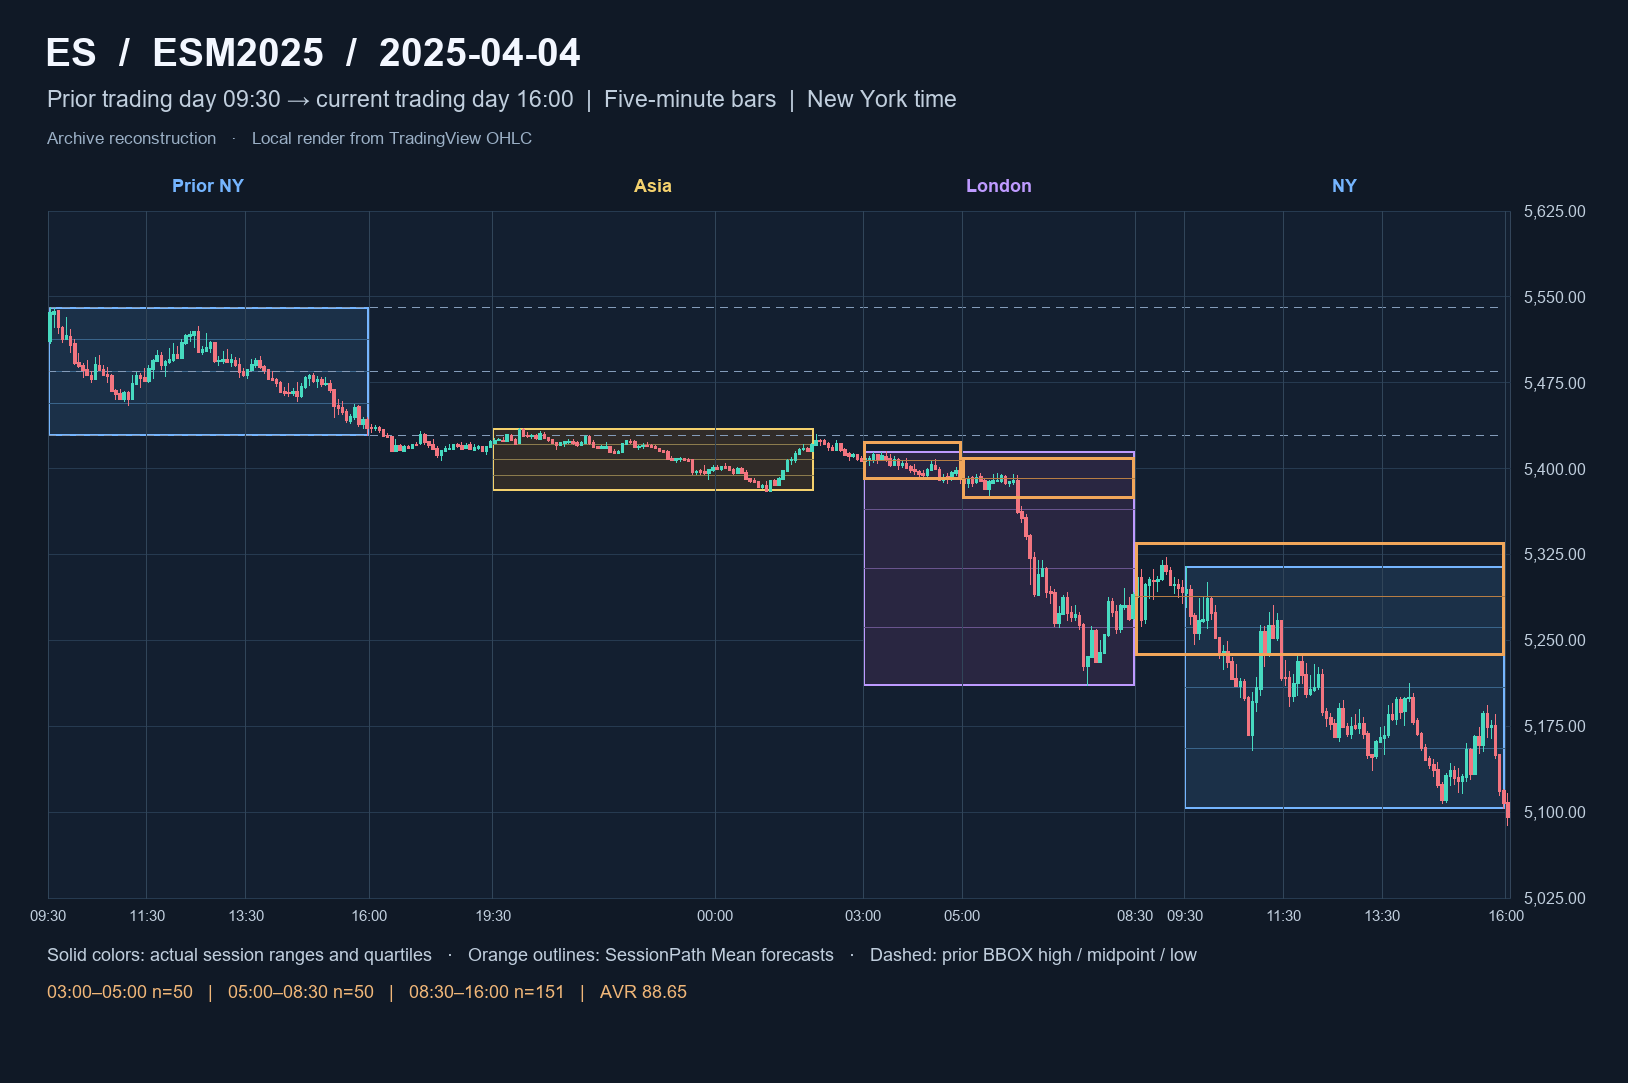 ES / ESM2025 / 2025-04-04
Prior trading day 09:30 → current trading day 16:00 | Five-minute bars | New York time
Archive reconstruction · Local render from TradingView OHLC
Prior NY Asia London NY
5,625.00
5,550.00
5,475.00
5,400.00
5,325.00
5,250.00
5,175.00
5,100.00
5,025.00
09:30 11:30 13:30 16:00 19:30 00:00 03:00 05:00 08:30 09:30 11:30 13:30 16:00
Solid colors: actual session ranges and quartiles · Orange outlines: SessionPath Mean forecasts · Dashed: prior BBOX high / midpoint / low
03:00–05:00 n=50 | 05:00–08:30 n=50 | 08:30–16:00 n=151 | AVR 88.65